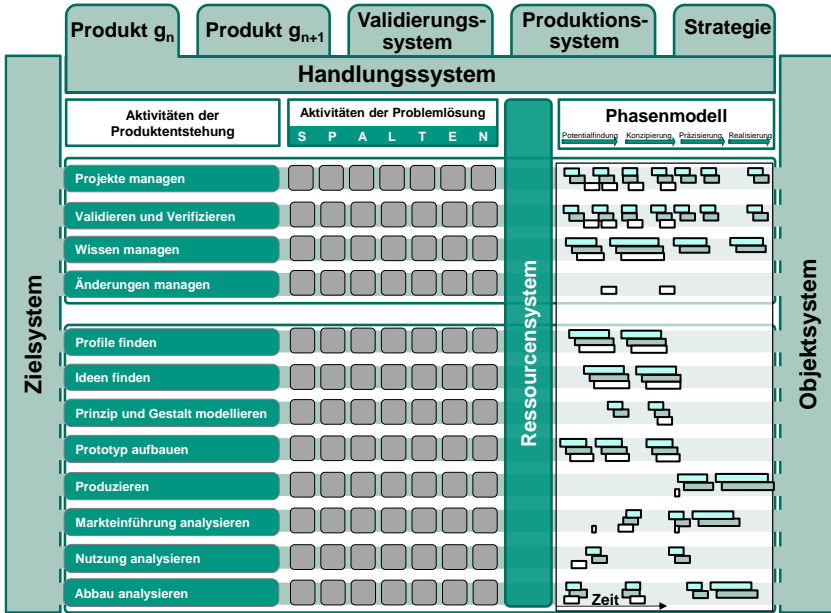 Produkt gn
Produkt gn+1
Validierungs-
system
Produktions-
system
Strategie
Handlungssystem
Aktivitäten der
Produktentstehung
Aktivitäten der Problemlösung
S P A L T E N
Phasenmodell
Potentialfindung Konzipierung Präzisierung Realisierung
Zielsystem
Ressourcensystem
Objektsystem
Projekte managen
Validieren und Verifizieren
Wissen managen
Änderungen managen
Profile finden
Ideen finden
Prinzip und Gestalt modellieren
Prototyp aufbauen
Produzieren
Markteinführung analysieren
Nutzung analysieren
Abbau analysieren
Zeit